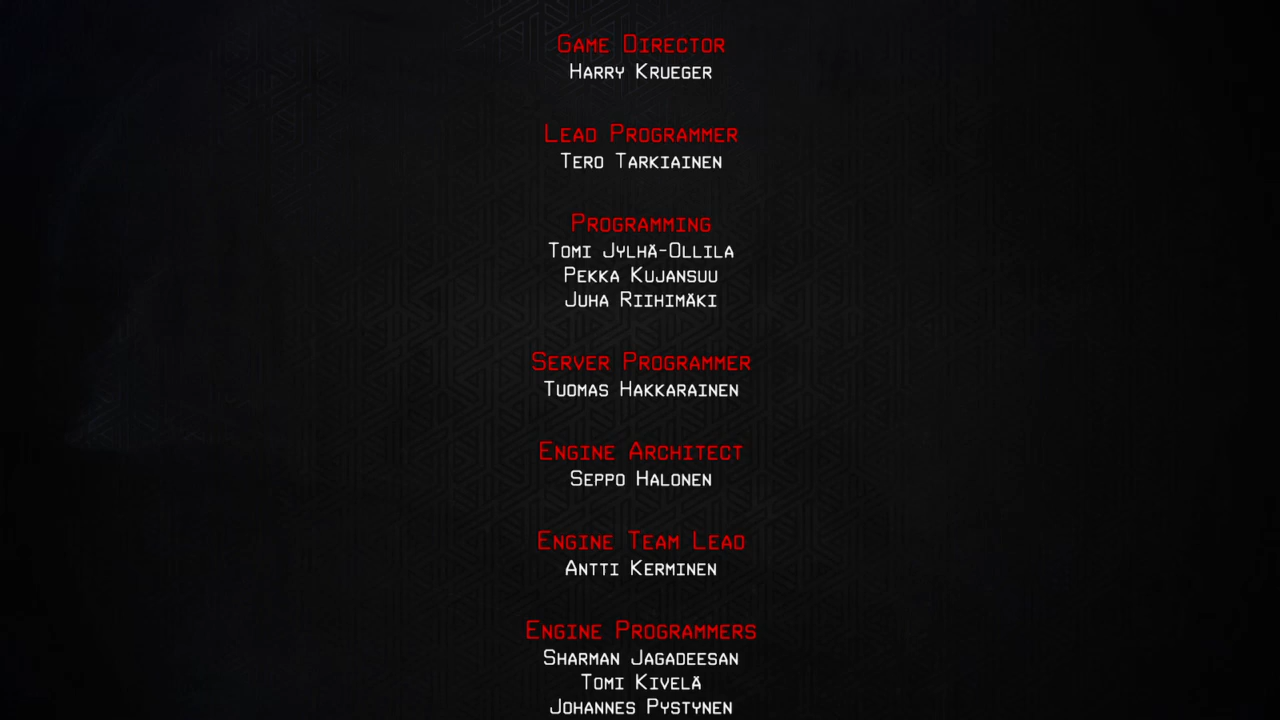 Game Director
Harry Krueger
Lead Programmer
Tero Tarkiainen
Programming
Tomi Jylhä-Ollila
Pekka Kujansuu
Juha Riihimäki
Server Programmer
Tuomas Hakkarainen
Engine Architect
Seppo Halonen
Engine Team Lead
Antti Kerminen
Engine Programmers
Sharman Jagadeesan
Tomi Kivelä
Johannes Pystynen